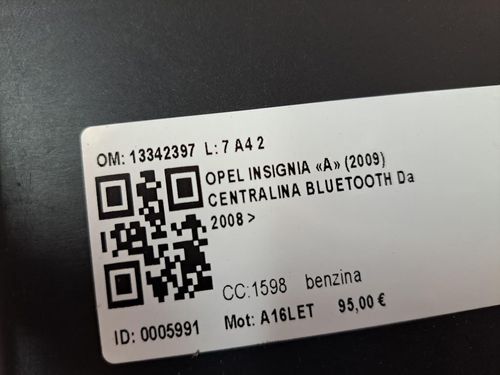 OM: 13342397 L: 7 A4 2
OPEL INSIGNIA «A» (2009)
CENTRALINA BLUETOOTH Da
2008 >
CC:1598 benzina
ID: 0005991 Mot: A16LET 95,00 €